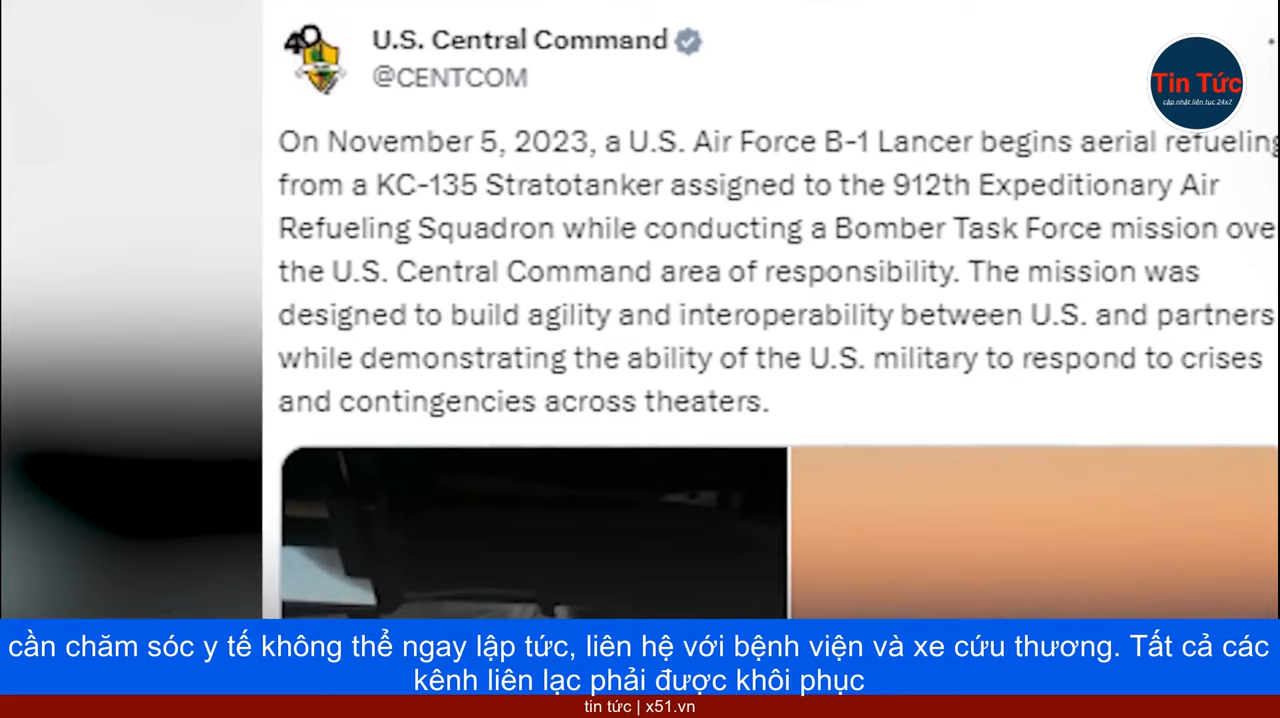 U.S. Central Command
@CENTCOM
Tin Tức
cập nhật liên tục 24x7
On November 5, 2023, a U.S. Air Force B-1 Lancer begins aerial refueling
from a KC-135 Stratotanker assigned to the 912th Expeditionary Air
Refueling Squadron while conducting a Bomber Task Force mission ove
the U.S. Central Command area of responsibility. The mission was
designed to build agility and interoperability between U.S. and partners
while demonstrating the ability of the U.S. military to respond to crises
and contingencies across theaters.
cần chăm sóc y tế không thể ngay lập tức, liên hệ với bệnh viện và xe cứu thương. Tất cả các
kênh liên lạc phải được khôi phục
tin tức | x51.vn